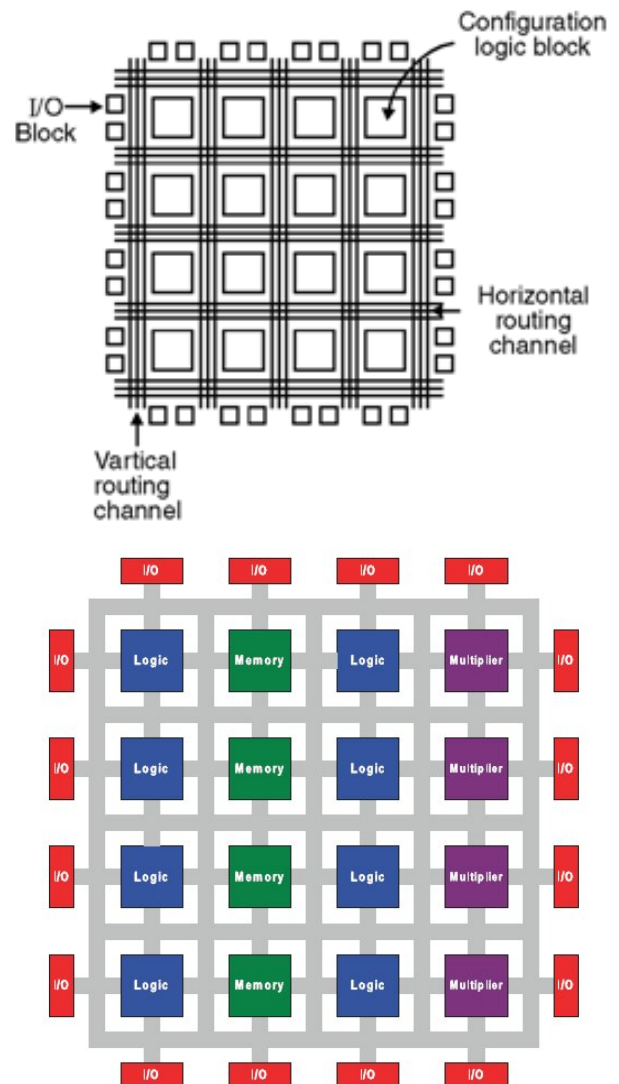 Configuration
logic block
I/O
Block
Horizontal
routing
channel
Vartical
routing
channel
I/O I/O I/O I/O
I/O Logic Memory Logic Multiplier I/O
I/O Logic Memory Logic Multiplier I/O
I/O Logic Memory Logic Multiplier I/O
I/O Logic Memory Logic Multiplier I/O
I/O I/O I/O I/O